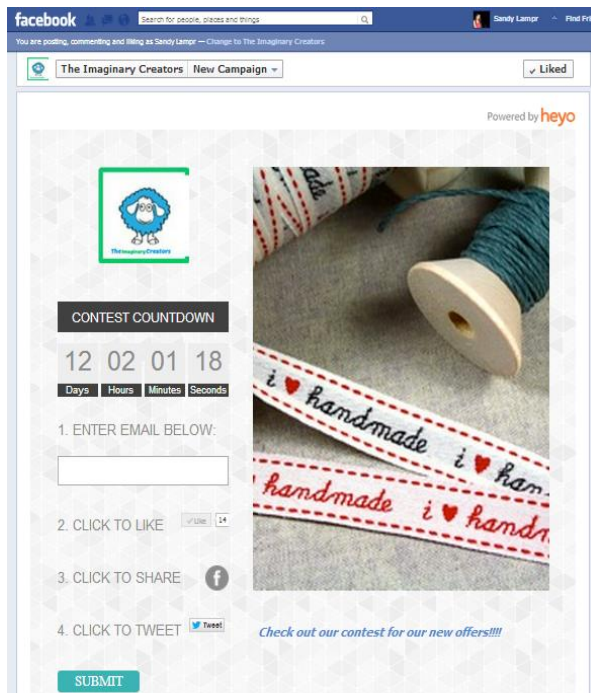 facebook
Search for people, places and things
Sandy Lampr
Find Fri
You are posting, commenting and liking as Sandy Lampr — Change to The Imaginary Creators
The Imaginary Creators
New Campaign
Liked
Powered by heyo
The Imaginary Creators
CONTEST COUNTDOWN
12 02 01 18
Days Hours Minutes Seconds
1. ENTER EMAIL BELOW:
2. CLICK TO LIKE
Like 14
3. CLICK TO SHARE
f
4. CLICK TO TWEET
Tweet
SUBMIT
ade
i ♥ handmade i ♥ han
handmade i ♥ handm
Check out our contest for our new offers!!!!